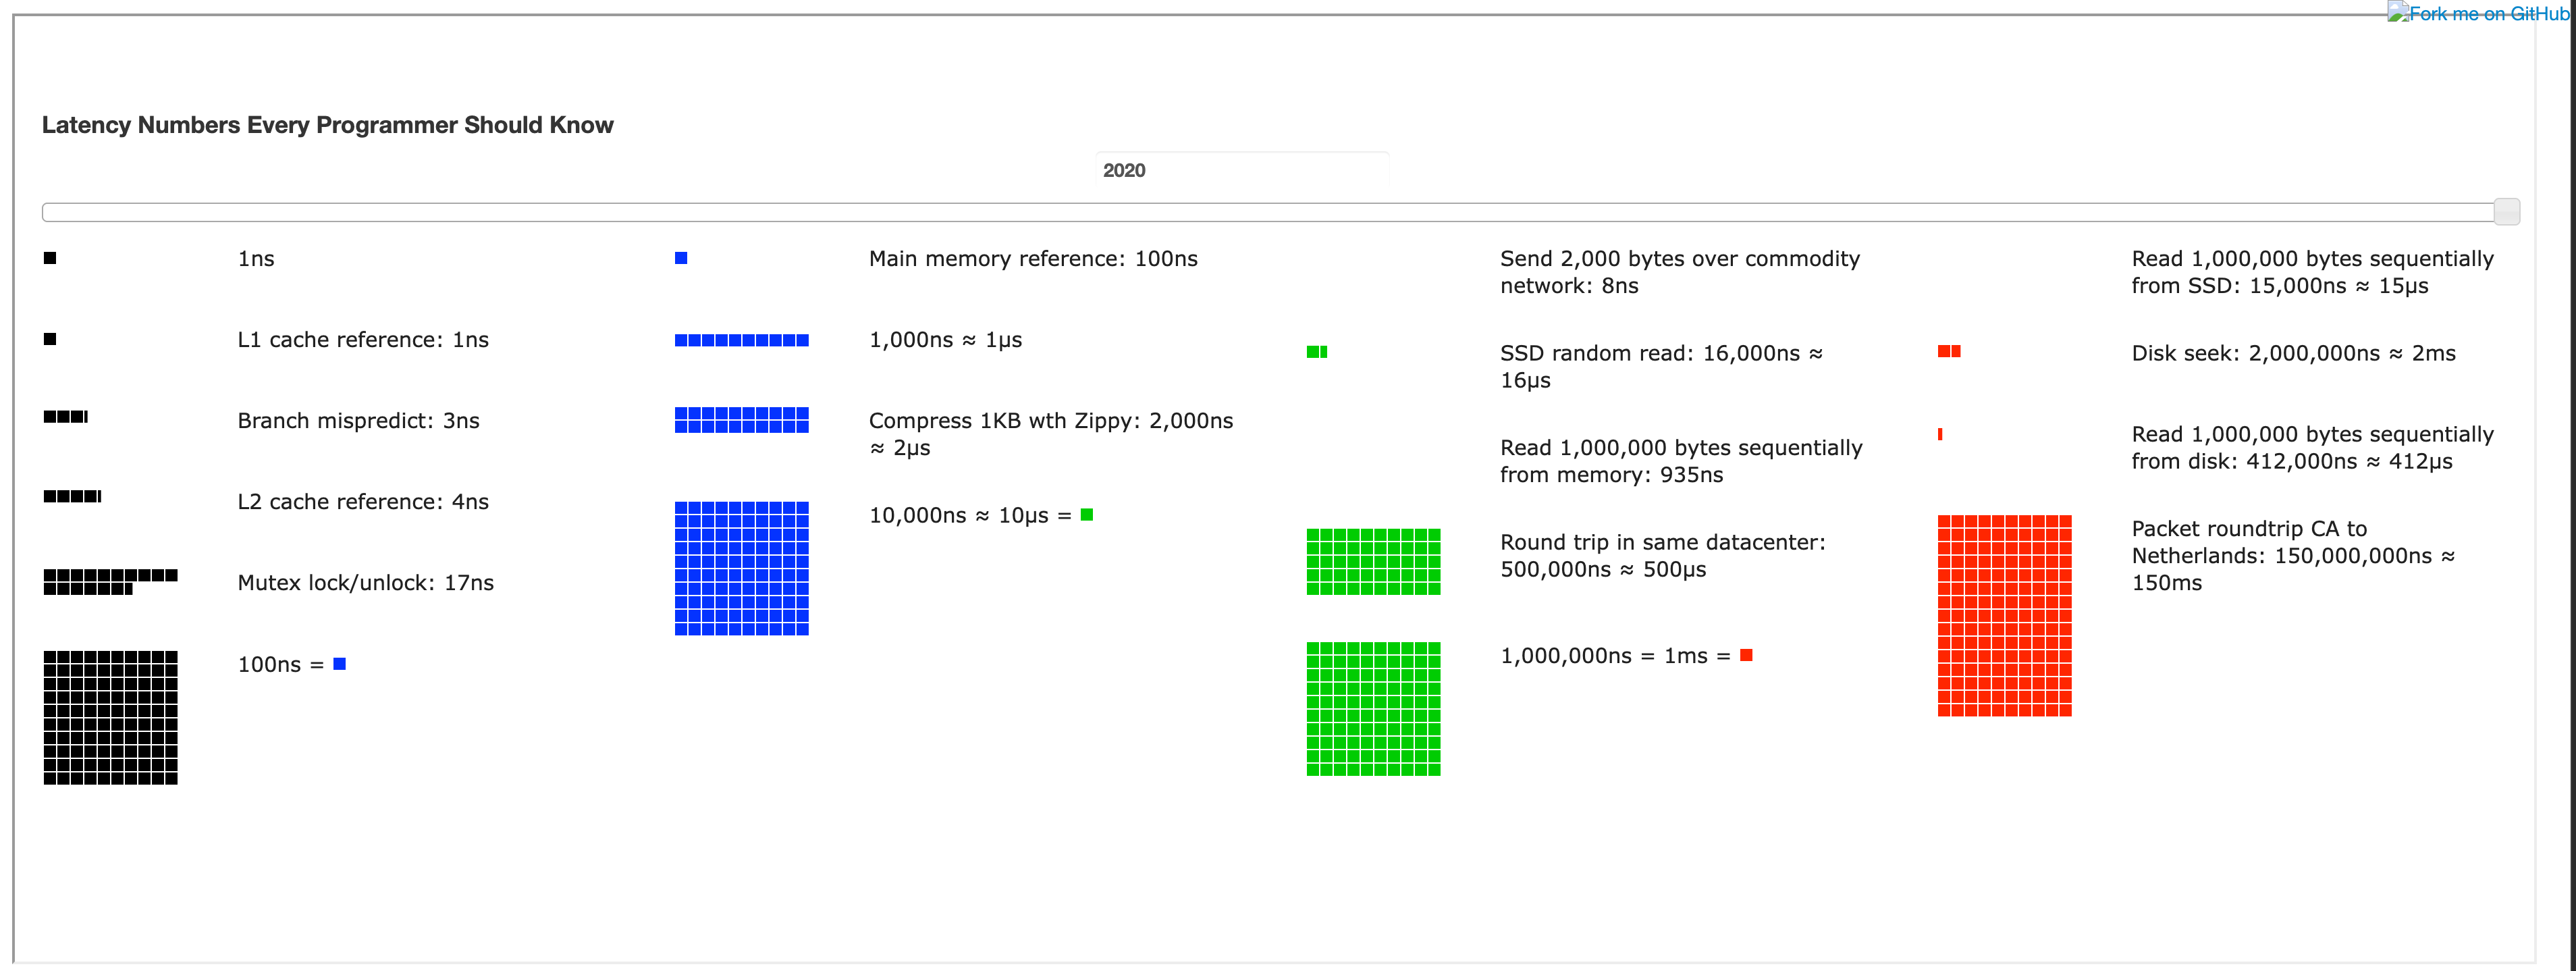 Fork me on GitHub
Latency Numbers Every Programmer Should Know
2020
1ns
L1 cache reference: 1ns
Branch mispredict: 3ns
L2 cache reference: 4ns
Mutex lock/unlock: 17ns
100ns =
Main memory reference: 100ns
1,000ns ≈ 1μs
Compress 1KB wth Zippy: 2,000ns
≈ 2μs
10,000ns ≈ 10μs =
Send 2,000 bytes over commodity
network: 8ns
SSD random read: 16,000ns ≈
16μs
Read 1,000,000 bytes sequentially
from memory: 935ns
Round trip in same datacenter:
500,000ns ≈ 500μs
1,000,000ns = 1ms =
Read 1,000,000 bytes sequentially
from SSD: 15,000ns ≈ 15μs
Disk seek: 2,000,000ns ≈ 2ms
Read 1,000,000 bytes sequentially
from disk: 412,000ns ≈ 412μs
Packet roundtrip CA to
Netherlands: 150,000,000ns ≈
150ms